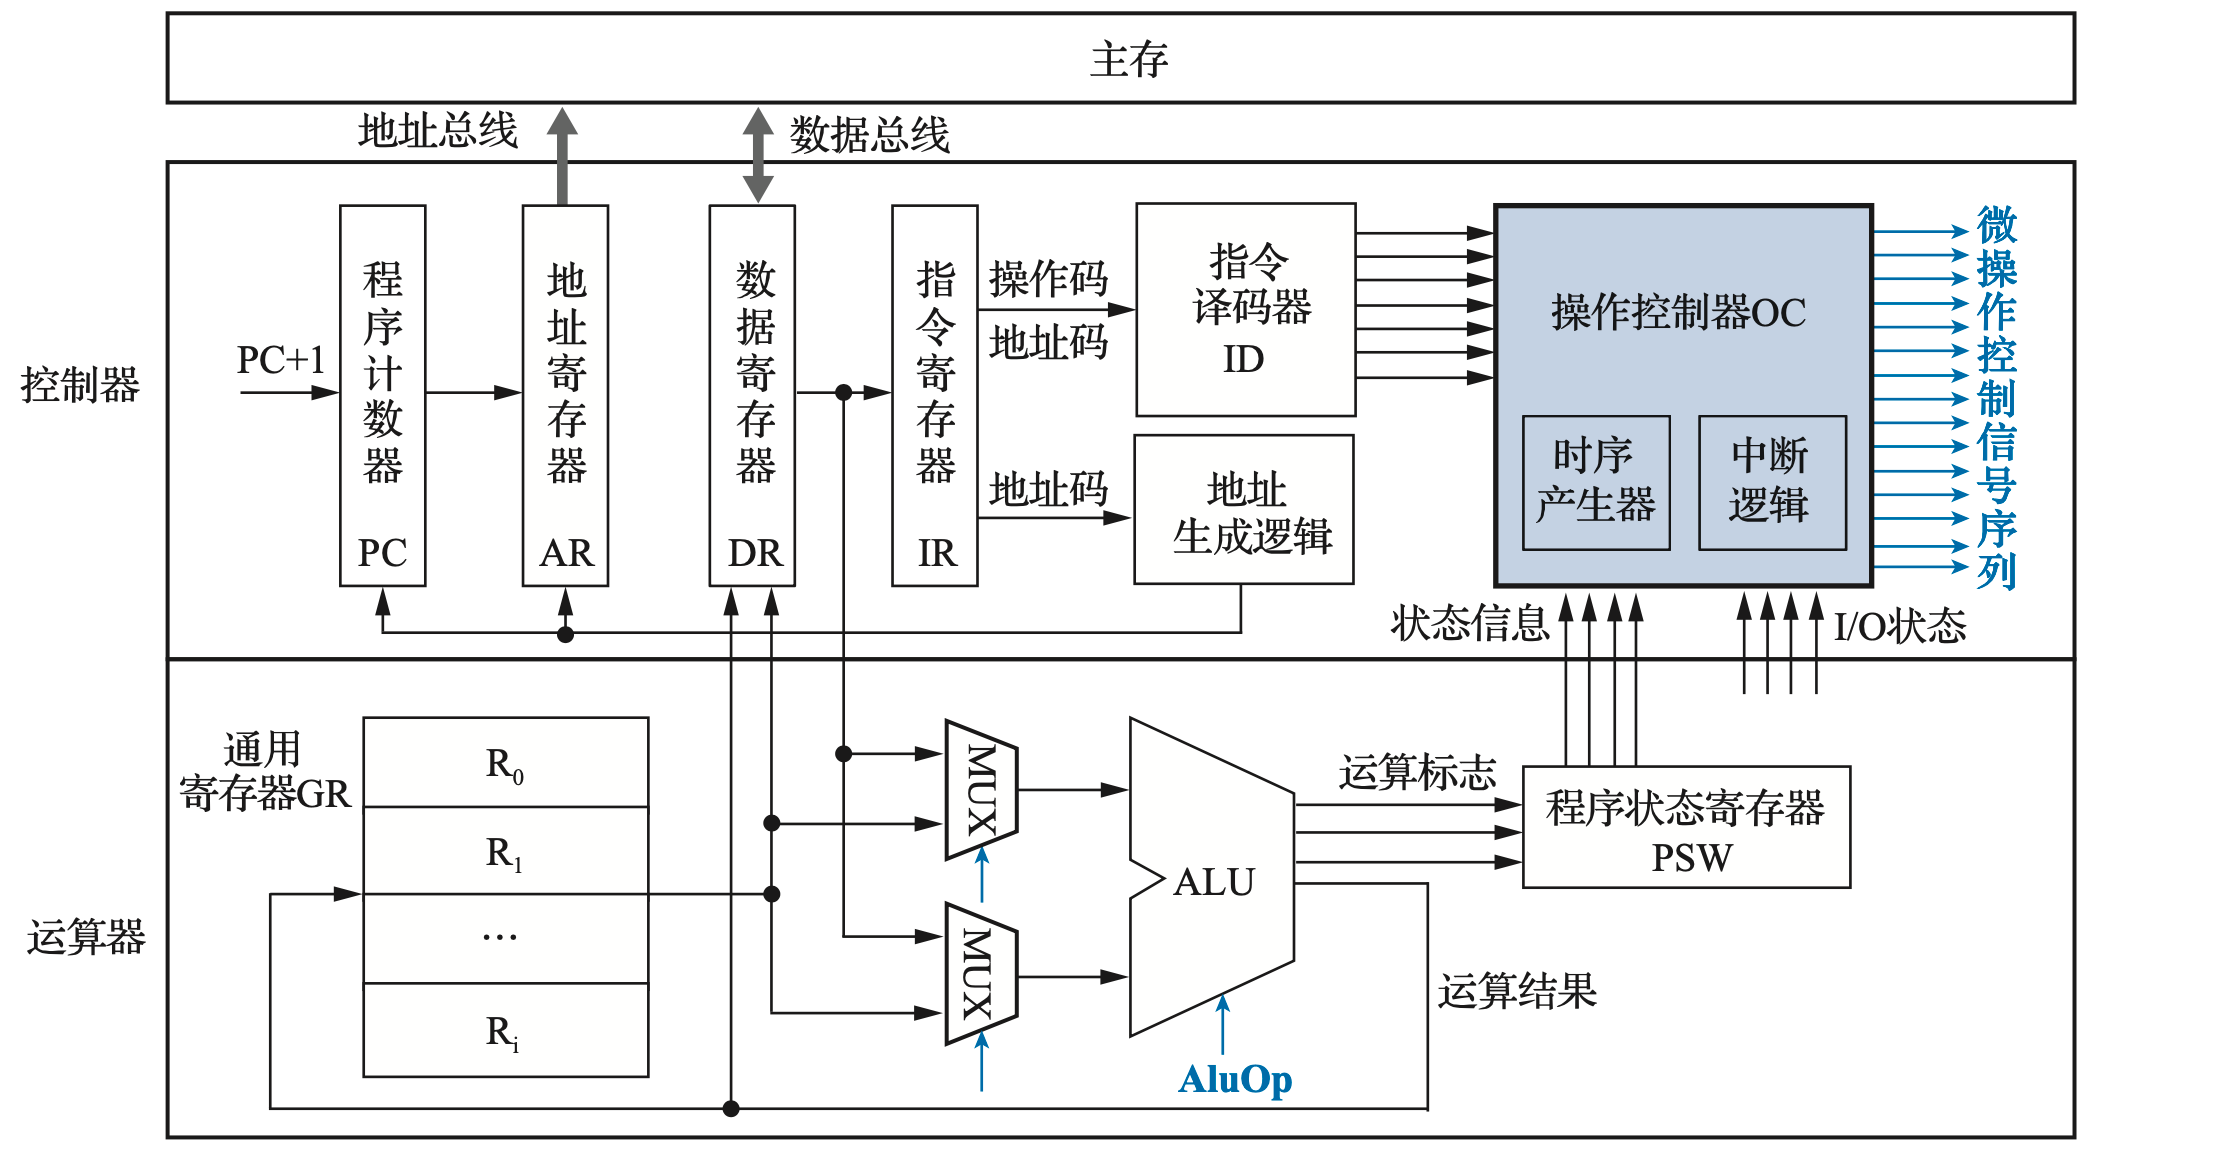 主存
地址总线
数据总线
控制器
PC+1
程序计数器
PC
地址寄存器
AR
数据寄存器
DR
指令寄存器
IR
操作码
地址码
地址码
指令
译码器
ID
地址
生成逻辑
操作控制器OC
时序
产生器
中断
逻辑
微操作控制信号序列
状态信息
I/O状态
运算器
通用
寄存器GR
R0
R1
…
Ri
MUX
MUX
ALU
AluOp
运算标志
程序状态寄存器
PSW
运算结果